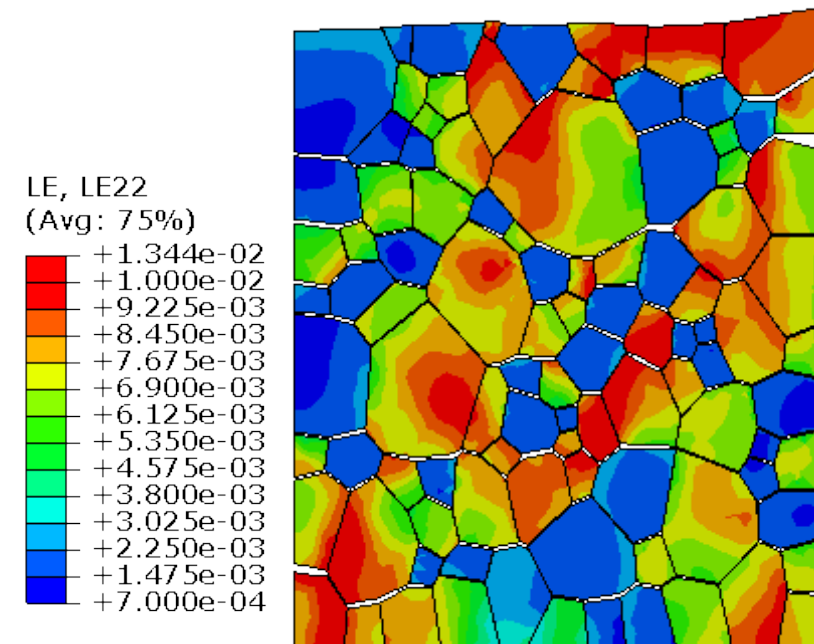 LE, LE22
(Avg: 75%)
+1.344e-02
+1.000e-02
+9.225e-03
+8.450e-03
+7.675e-03
+6.900e-03
+6.125e-03
+5.350e-03
+4.575e-03
+3.800e-03
+3.025e-03
+2.250e-03
+1.475e-03
+7.000e-04